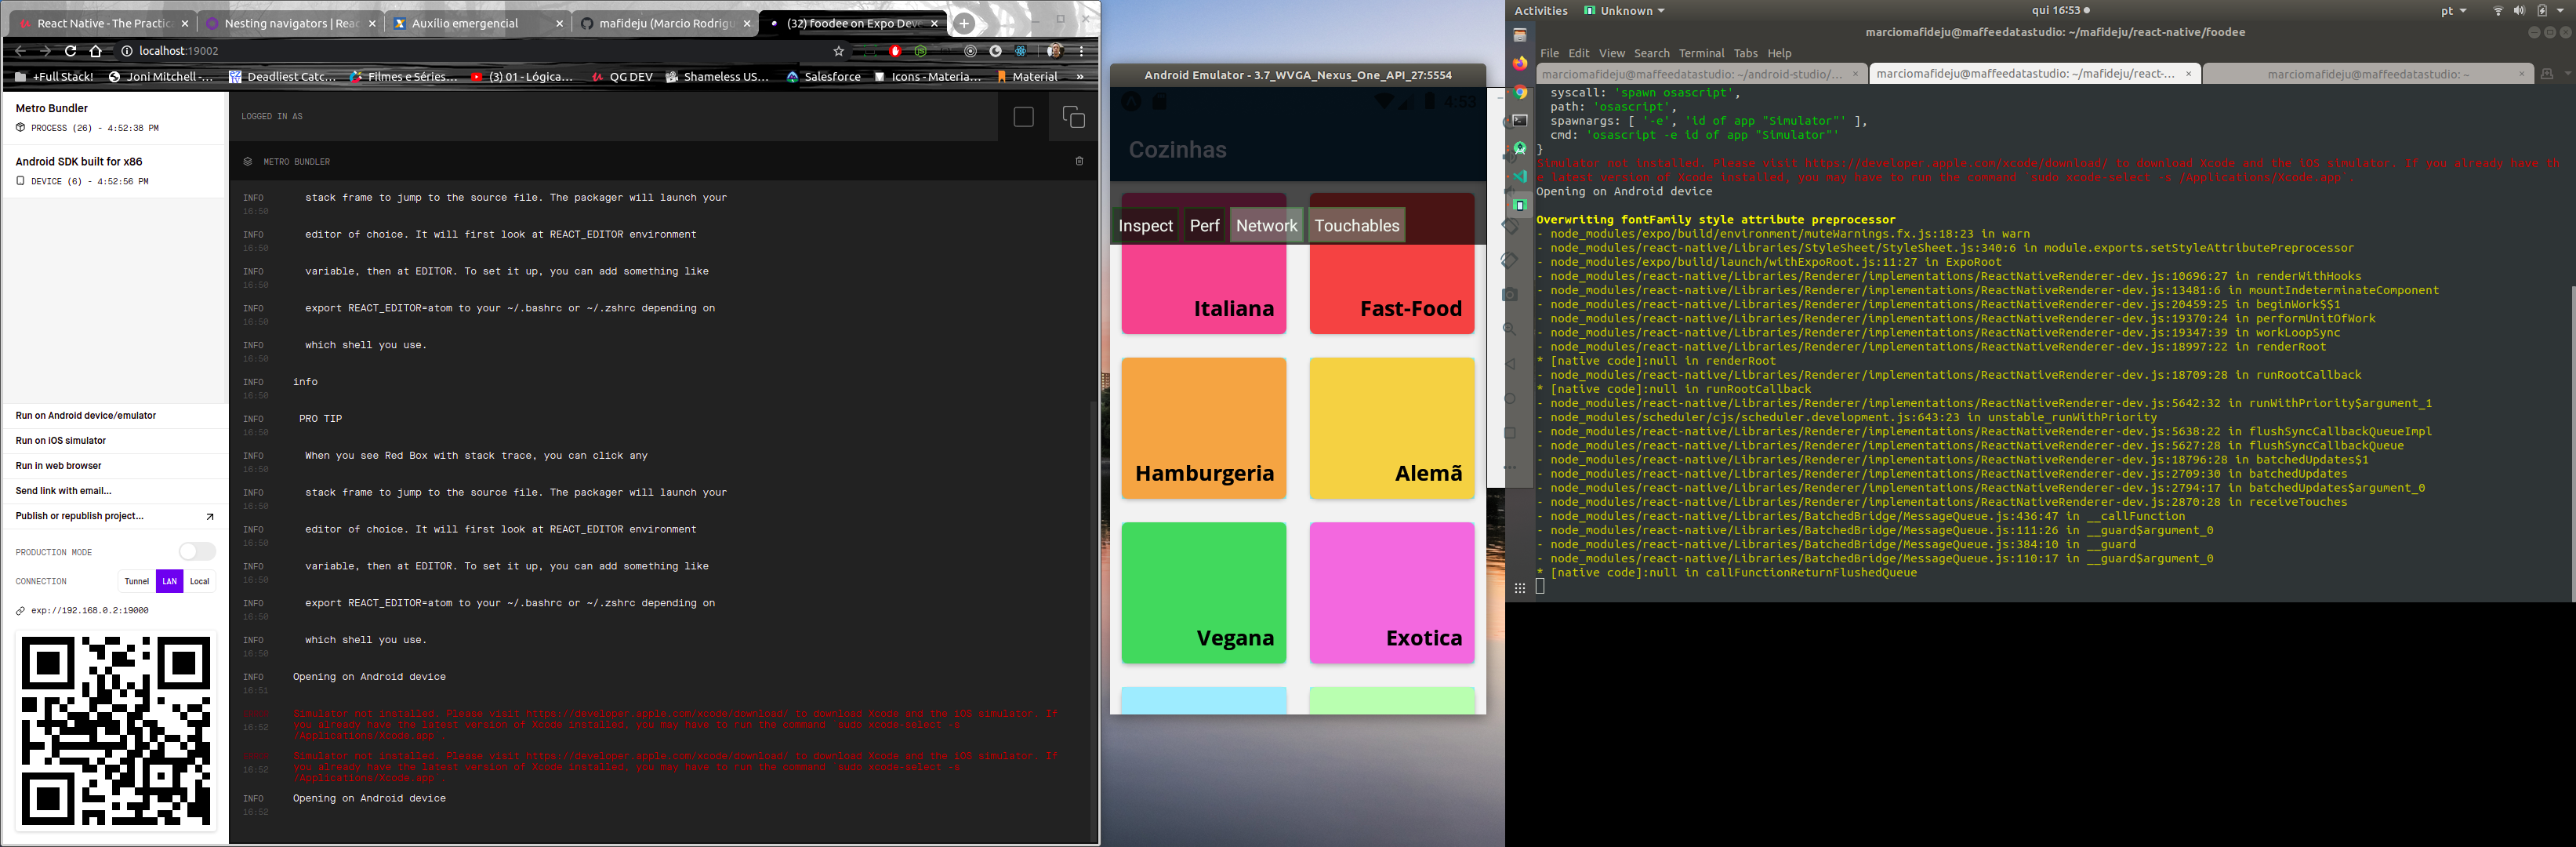 React Native - The Practic
Nesting navigators | Reac
Auxílio emergencial
mafideju (Marcio Rodrigu
(32) foodee on Expo Dev
localhost:19002
+Full Stack!
Joni Mitchell -...
Deadliest Catc...
Filmes e Séries...
(3) 01 - Lógica...
QG DEV
Shameless US...
Salesforce
Icons - Materia...
Material
»
Metro Bundler
PROCESS (26) - 4:52:38 PM
Android SDK built for x86
DEVICE (6) - 4:52:56 PM
Run on Android device/emulator
Run on iOS simulator
Run in web browser
Send link with email...
Publish or republish project...
PRODUCTION MODE
CONNECTION
Tunnel
LAN
Local
exp://192.168.0.2:19000
LOGGED IN AS
METRO BUNDLER
INFO stack frame to jump to the source file. The packager will launch your
16:50
INFO editor of choice. It will first look at REACT_EDITOR environment
16:50
INFO variable, then at EDITOR. To set it up, you can add something like
16:50
INFO export REACT_EDITOR=atom to your ~/.bashrc or ~/.zshrc depending on
16:50
INFO which shell you use.
16:50
INFO info
16:50
INFO PRO TIP
16:50
INFO When you see Red Box with stack trace, you can click any
16:50
INFO stack frame to jump to the source file. The packager will launch your
16:50
INFO editor of choice. It will first look at REACT_EDITOR environment
16:50
INFO variable, then at EDITOR. To set it up, you can add something like
16:50
INFO export REACT_EDITOR=atom to your ~/.bashrc or ~/.zshrc depending on
16:50
INFO which shell you use.
16:50
INFO Opening on Android device
16:51
Simulator not installed. Please visit https://developer.apple.com/xcode/download/ to download Xcode and the iOS simulator. If
16:52 you already have the latest version of Xcode installed, you may have to run the command `sudo xcode-select -s
/Applications/Xcode.app`.
Simulator not installed. Please visit https://developer.apple.com/xcode/download/ to download Xcode and the iOS simulator. If
16:52 you already have the latest version of Xcode installed, you may have to run the command `sudo xcode-select -s
/Applications/Xcode.app`.
INFO Opening on Android device
16:52
Android Emulator - 3.7_WVGA_Nexus_One_API_27:5554
4:53
Cozinhas
Inspect
Perf
Network
Touchables
Italiana
Fast-Food
Hamburgeria
Alemã
Vegana
Exotica
Activities
Unknown
qui 16:53
pt
marciomafideju@maffeedatastudio: ~/mafideju/react-native/foodee
File Edit View Search Terminal Tabs Help
marciomafideju@maffeedatastudio: ~/android-studio/...
marciomafideju@maffeedatastudio: ~/mafideju/react-...
marciomafideju@maffeedatastudio: ~
syscall: 'spawn osascript',
path: 'osascript',
spawnargs: [ '-e', 'id of app "Simulator"' ],
cmd: 'osascript -e id of app "Simulator"'
}
Simulator not installed. Please visit https://developer.apple.com/xcode/download/ to download Xcode and the iOS simulator. If you already have th
e latest version of Xcode installed, you may have to run the command `sudo xcode-select -s /Applications/Xcode.app`.
Opening on Android device
Overwriting fontFamily style attribute preprocessor
- node_modules/expo/build/environment/muteWarnings.fx.js:18:23 in warn
- node_modules/react-native/Libraries/StyleSheet/StyleSheet.js:340:6 in module.exports.setStyleAttributePreprocessor
- node_modules/expo/build/launch/withExpoRoot.js:11:27 in ExpoRoot
- node_modules/react-native/Libraries/Renderer/implementations/ReactNativeRenderer-dev.js:10696:27 in renderWithHooks
- node_modules/react-native/Libraries/Renderer/implementations/ReactNativeRenderer-dev.js:13481:6 in mountIndeterminateComponent
- node_modules/react-native/Libraries/Renderer/implementations/ReactNativeRenderer-dev.js:20459:25 in beginWork$$1
- node_modules/react-native/Libraries/Renderer/implementations/ReactNativeRenderer-dev.js:19370:24 in performUnitOfWork
- node_modules/react-native/Libraries/Renderer/implementations/ReactNativeRenderer-dev.js:19347:39 in workLoopSync
- node_modules/react-native/Libraries/Renderer/implementations/ReactNativeRenderer-dev.js:18997:22 in renderRoot
* [native code]:null in renderRoot
- node_modules/react-native/Libraries/Renderer/implementations/ReactNativeRenderer-dev.js:18709:28 in runRootCallback
* [native code]:null in runRootCallback
- node_modules/react-native/Libraries/Renderer/implementations/ReactNativeRenderer-dev.js:5642:32 in runWithPriority$argument_1
- node_modules/scheduler/cjs/scheduler.development.js:643:23 in unstable_runWithPriority
- node_modules/react-native/Libraries/Renderer/implementations/ReactNativeRenderer-dev.js:5638:22 in flushSyncCallbackQueueImpl
- node_modules/react-native/Libraries/Renderer/implementations/ReactNativeRenderer-dev.js:5627:28 in flushSyncCallbackQueue
- node_modules/react-native/Libraries/Renderer/implementations/ReactNativeRenderer-dev.js:18796:28 in batchedUpdates$1
- node_modules/react-native/Libraries/Renderer/implementations/ReactNativeRenderer-dev.js:2709:30 in batchedUpdates
- node_modules/react-native/Libraries/Renderer/implementations/ReactNativeRenderer-dev.js:2794:17 in batchedUpdates$argument_0
- node_modules/react-native/Libraries/Renderer/implementations/ReactNativeRenderer-dev.js:2870:28 in receiveTouches
- node_modules/react-native/Libraries/BatchedBridge/MessageQueue.js:436:47 in __callFunction
- node_modules/react-native/Libraries/BatchedBridge/MessageQueue.js:111:26 in __guard$argument_0
- node_modules/react-native/Libraries/BatchedBridge/MessageQueue.js:384:10 in __guard
- node_modules/react-native/Libraries/BatchedBridge/MessageQueue.js:110:17 in __guard$argument_0
* [native code]:null in callFunctionReturnFlushedQueue